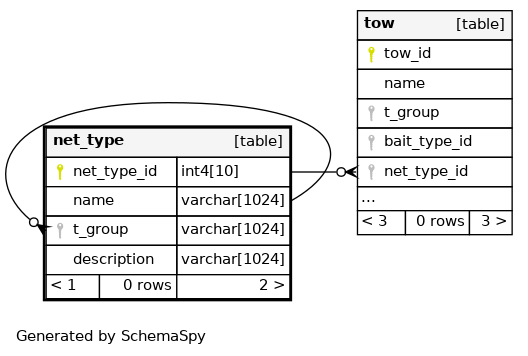 tow [table]
tow_id
name
t_group
bait_type_id
net_type_id
...
< 3 0 rows 3 >
net_type [table]
net_type_id int4[10]
name varchar[1024]
t_group varchar[1024]
description varchar[1024]
< 1 0 rows 2 >
Generated by SchemaSpy